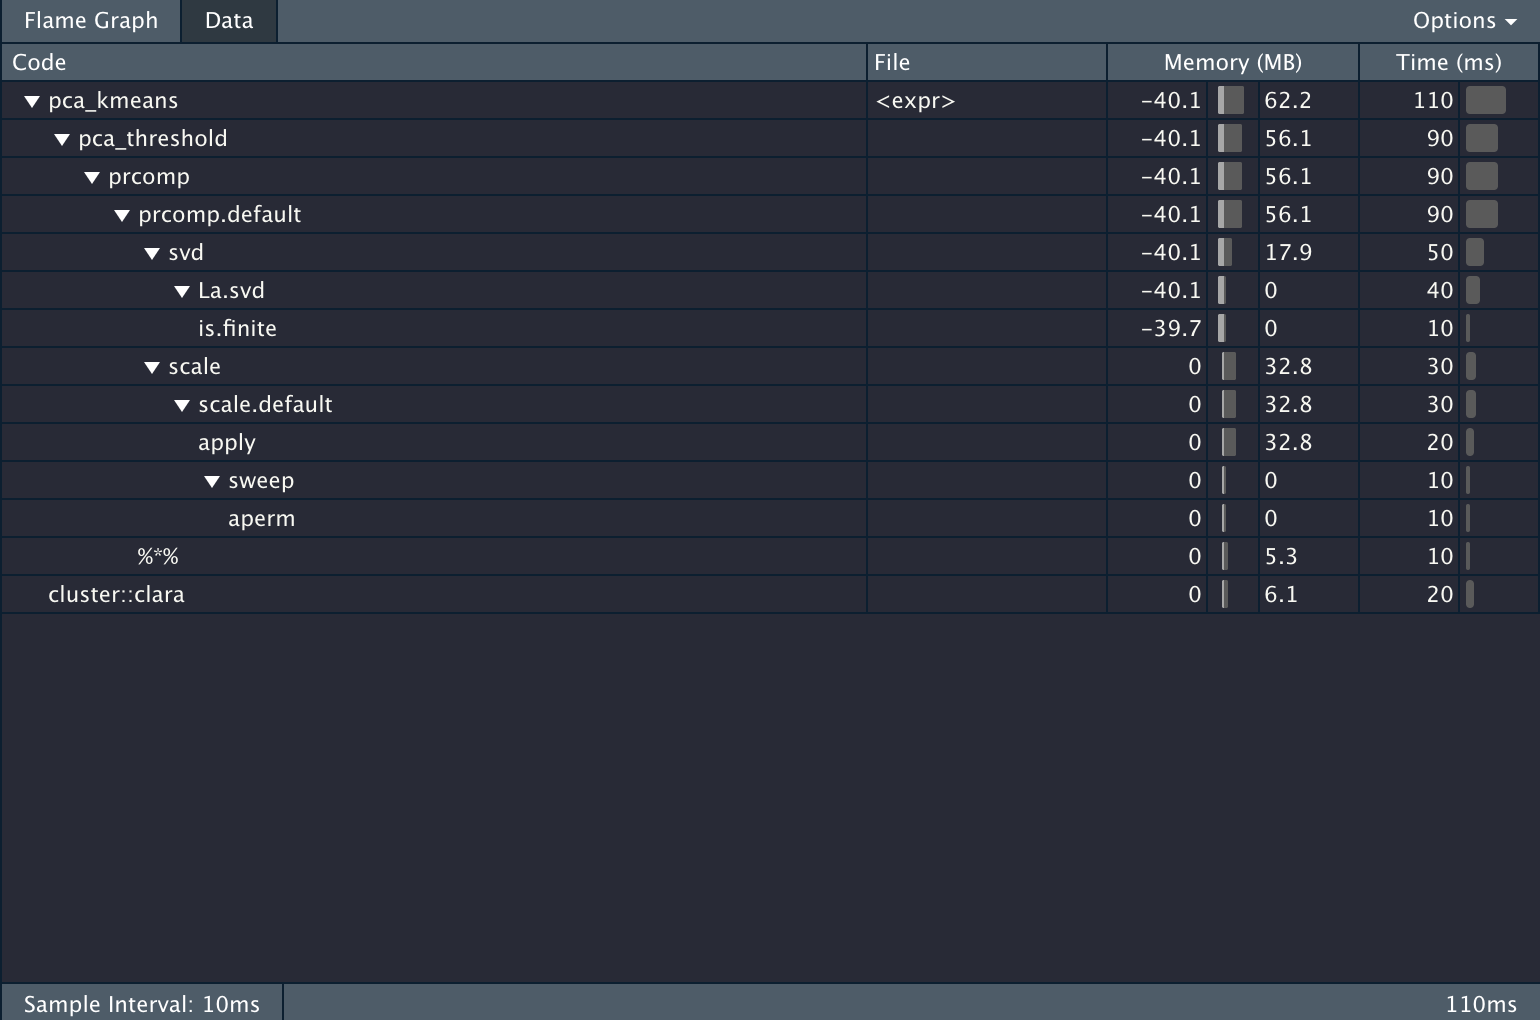 Flame Graph Data Options
Code File Memory (MB) Time (ms)
pca_kmeans <expr> -40.1 62.2 110
pca_threshold -40.1 56.1 90
prcomp -40.1 56.1 90
prcomp.default -40.1 56.1 90
svd -40.1 17.9 50
La.svd -40.1 0 40
is.finite -39.7 0 10
scale 0 32.8 30
scale.default 0 32.8 30
apply 0 32.8 20
sweep 0 0 10
aperm 0 0 10
%*% 0 5.3 10
cluster::clara 0 6.1 20
Sample Interval: 10ms 110ms